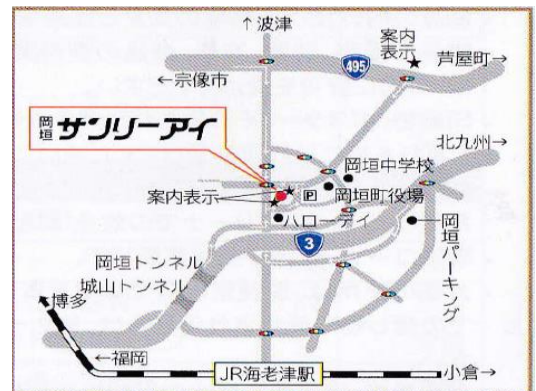 ↑波津
案内
表示
芦屋町→
495
←宗像市
岡垣 サンリーアイ
北九州→
岡垣中学校
案内表示
P
岡垣町役場
ハローデイ
3
岡垣パーキング
岡垣トンネル
城山トンネル
博多
←福岡
JR海老津駅
小倉→